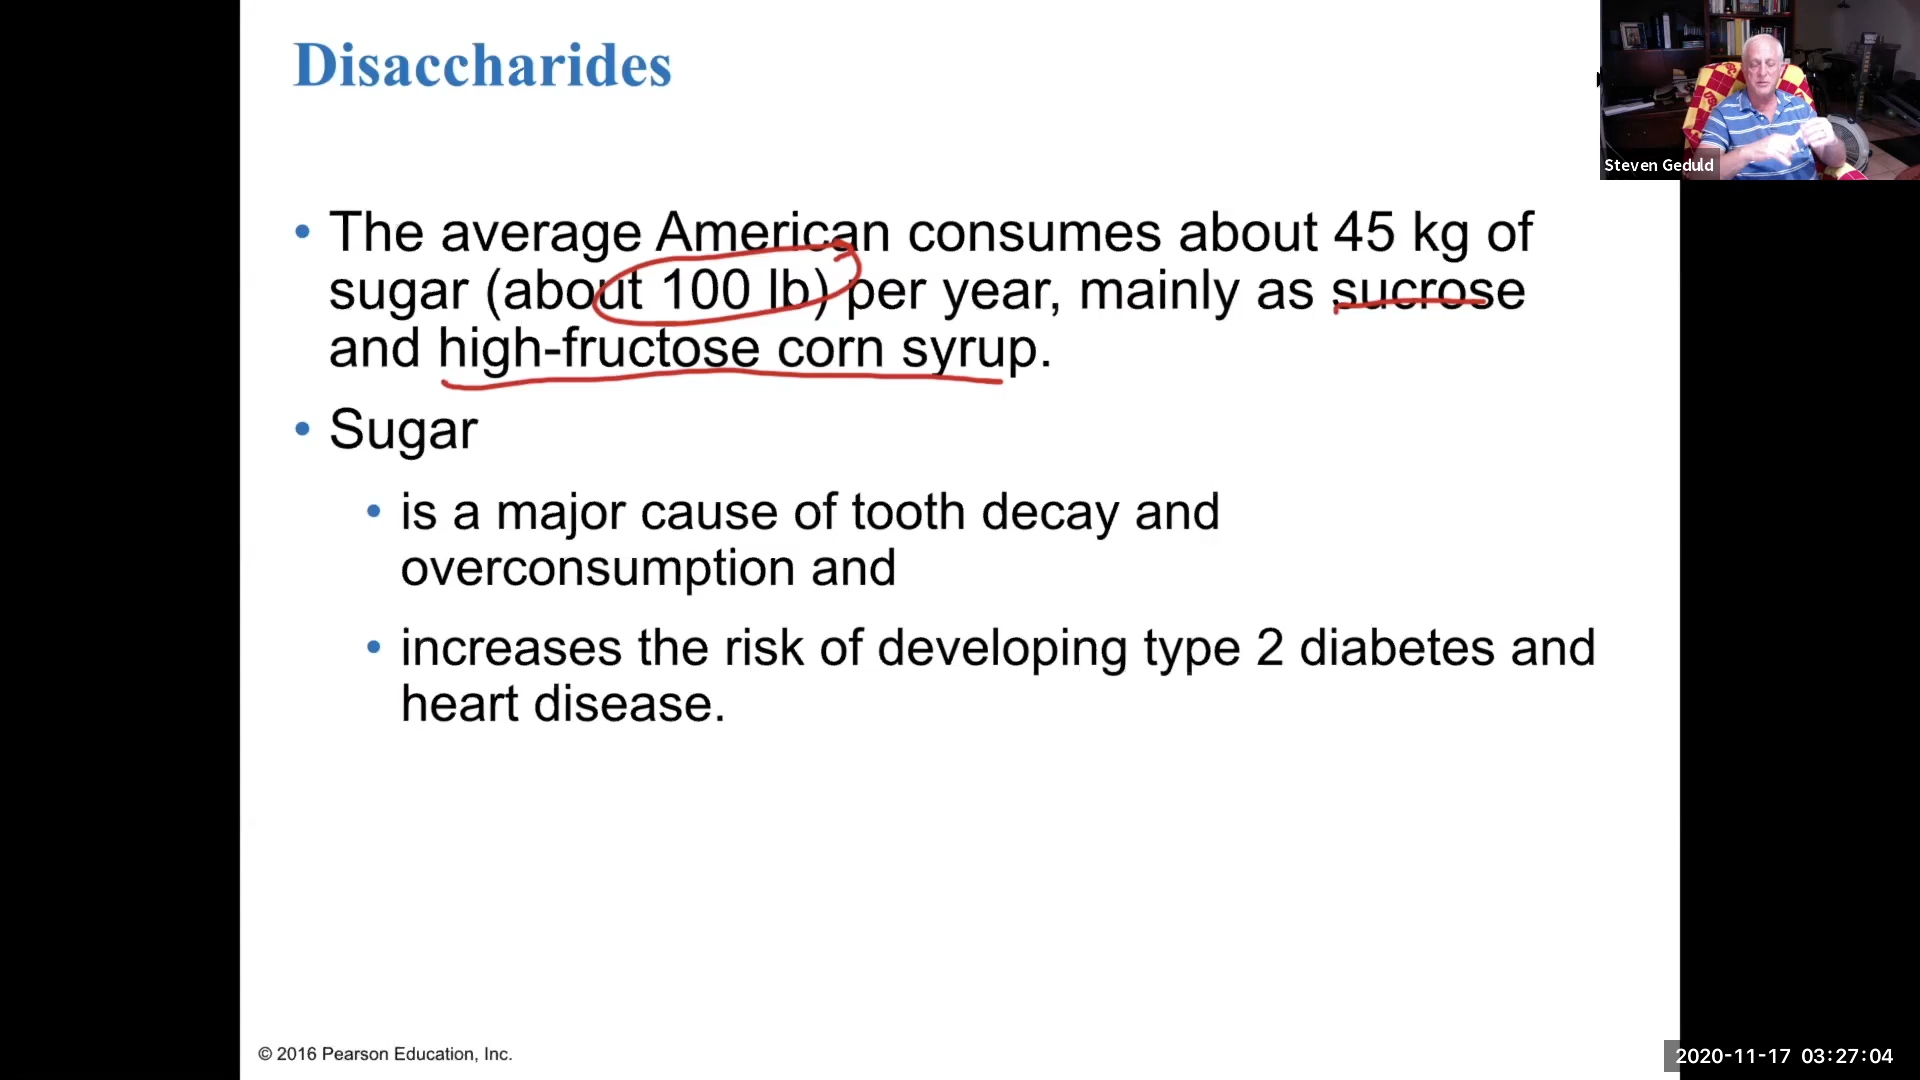 Disaccharides
Steven Geduld
• The average American consumes about 45 kg of
sugar (about 100 lb) per year, mainly as sucrose
and high-fructose corn syrup.
• Sugar
• is a major cause of tooth decay and
overconsumption and
• increases the risk of developing type 2 diabetes and
heart disease.
© 2016 Pearson Education, Inc.
2020-11-17 03:27:04